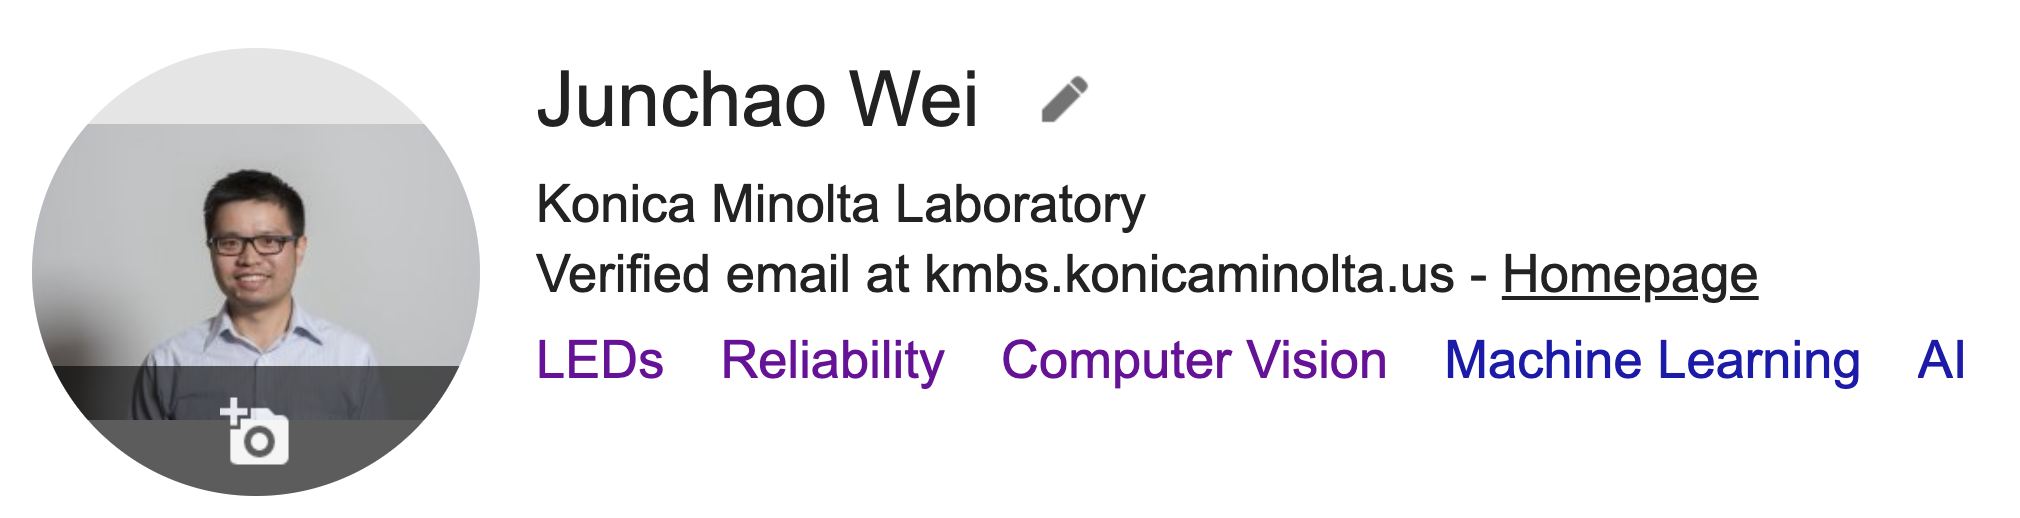 Junchao Wei
Konica Minolta Laboratory
Verified email at kmbs.konicaminolta.us - Homepage
LEDs Reliability Computer Vision Machine Learning AI